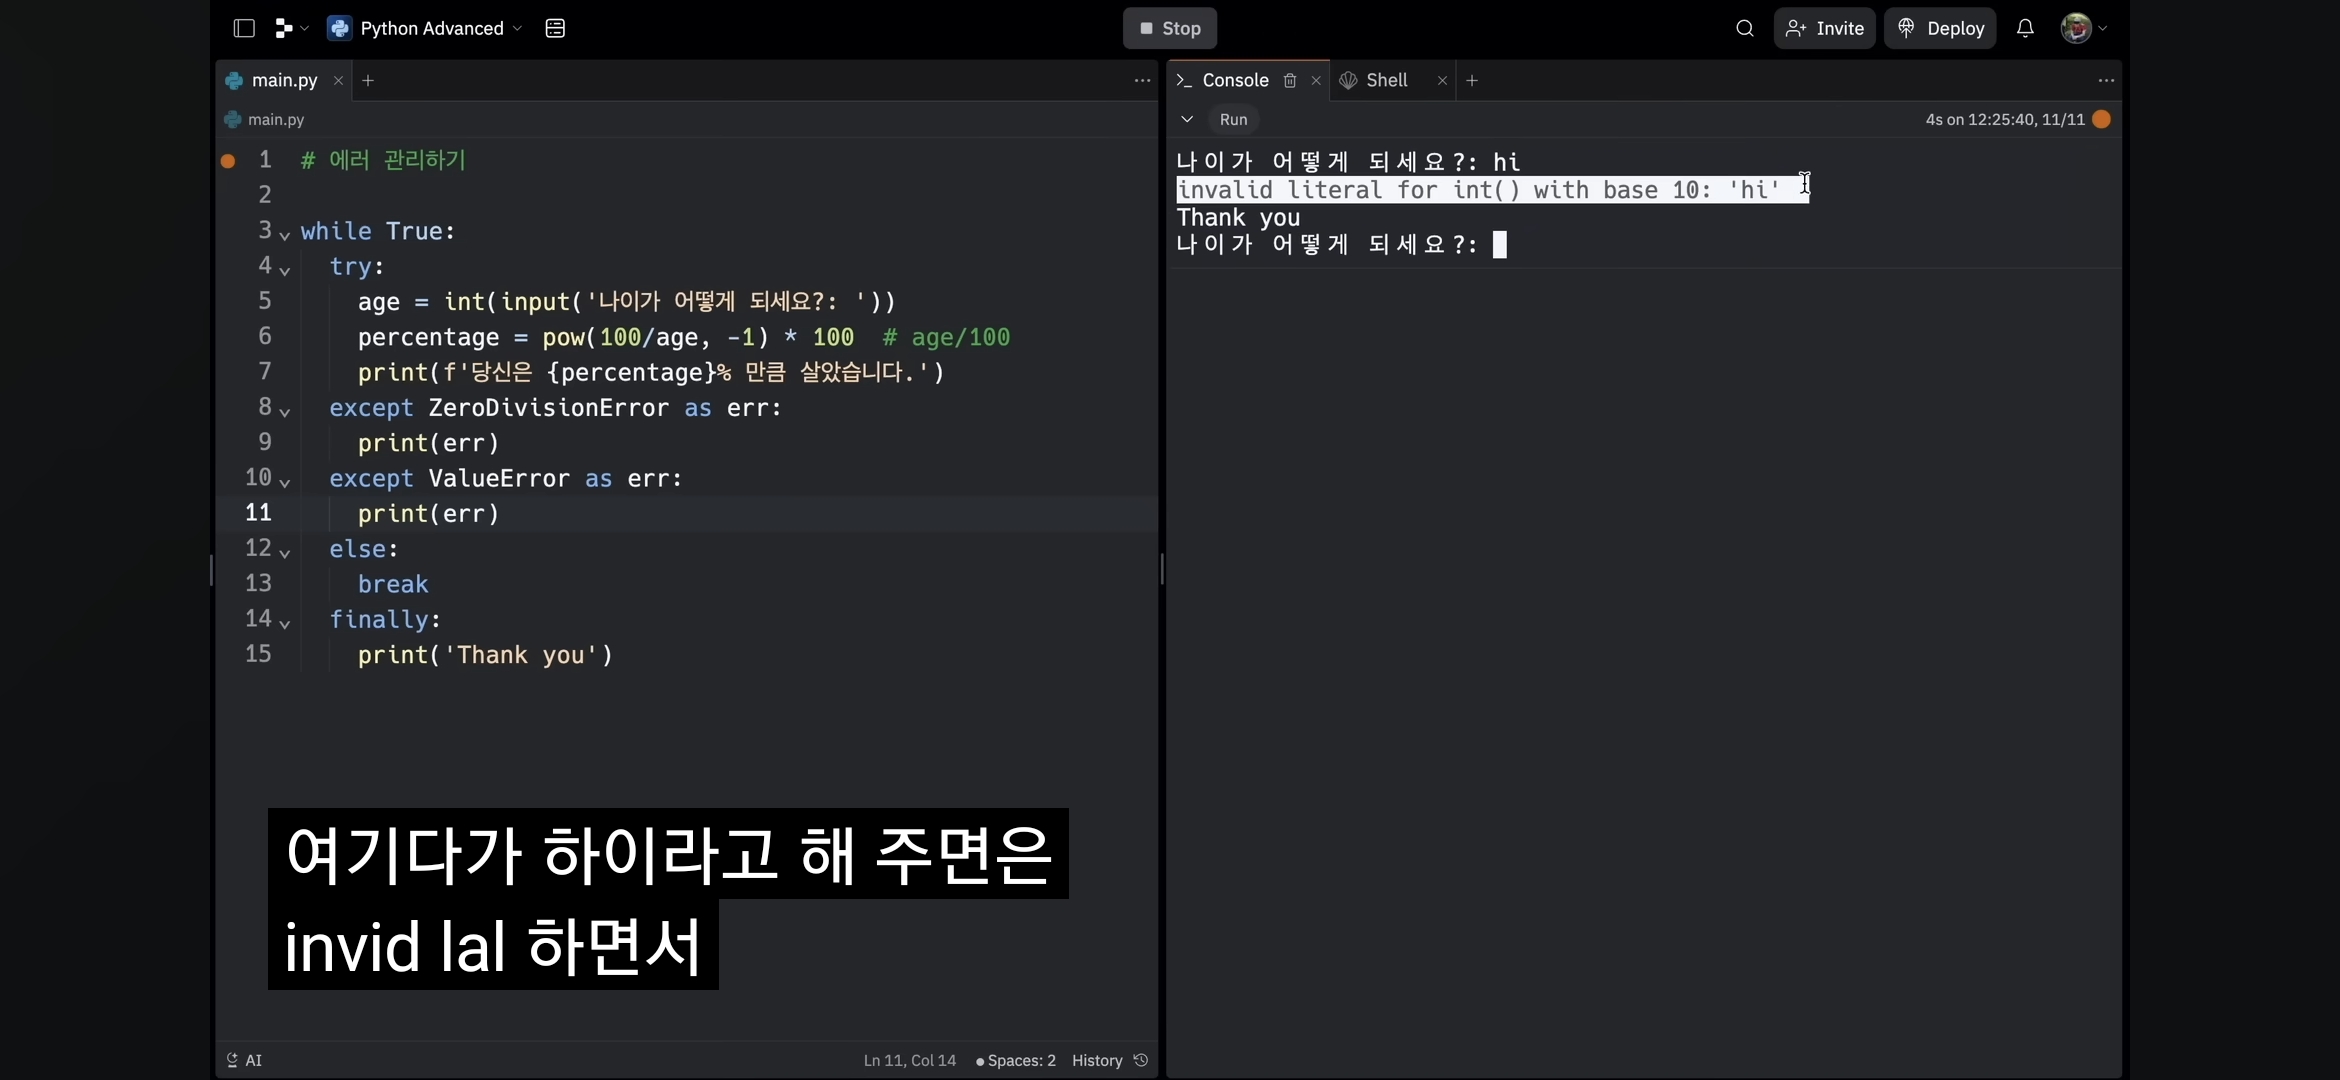 Python Advanced
Stop
Invite
Deploy
main.py
Console
Shell
main.py
Run
4s on 12:25:40, 11/11
1 # 에러 관리하기
2
3 while True:
4 try:
5 age = int(input('나이가 어떻게 되세요?: '))
6 percentage = pow(100/age, -1) * 100  # age/100
7 print(f'당신은 {percentage}% 만큼 살았습니다.')
8 except ZeroDivisionError as err:
9 print(err)
10 except ValueError as err:
11 print(err)
12 else:
13 break
14 finally:
15 print('Thank you')
나이가 어떻게 되세요?: hi
invalid literal for int() with base 10: 'hi'
Thank you
나이가 어떻게 되세요?:
여기다가 하이라고 해 주면은
invid lal 하면서
AI
Ln 11, Col 14
Spaces: 2
History